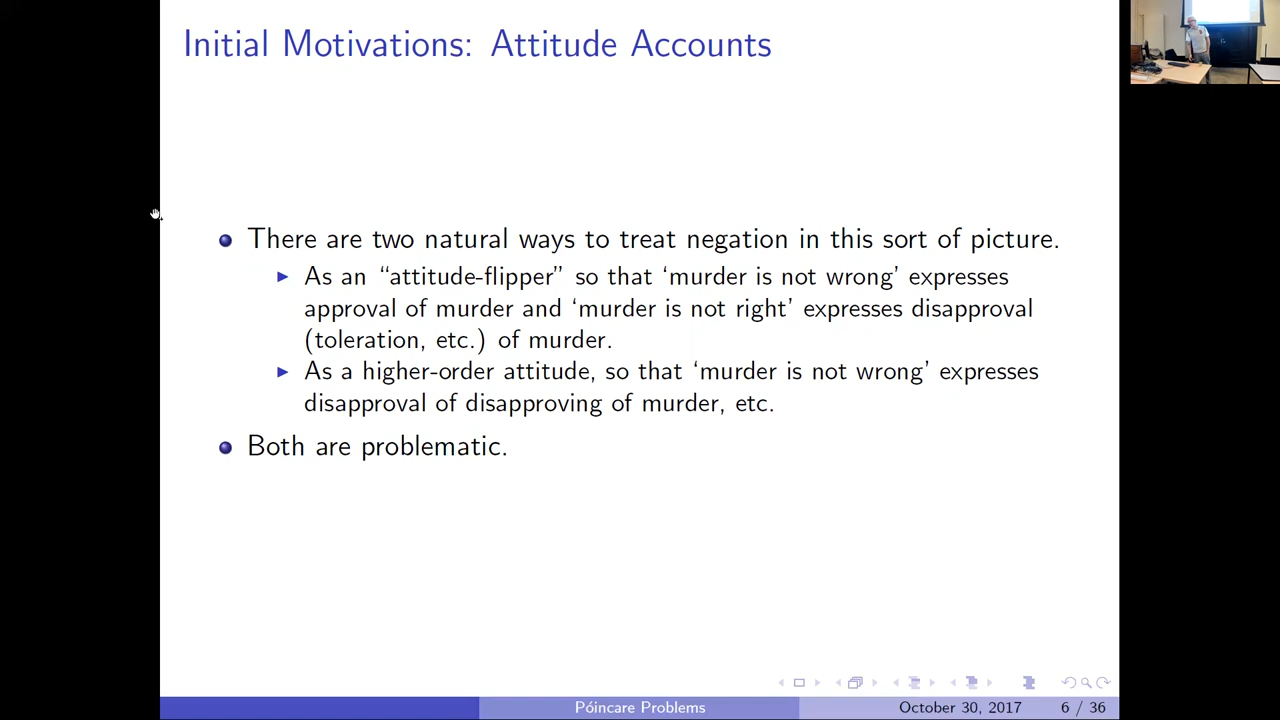 Initial Motivations: Attitude Accounts
There are two natural ways to treat negation in this sort of picture.
As an “attitude-flipper” so that ‘murder is not wrong’ expresses
approval of murder and ‘murder is not right’ expresses disapproval
(toleration, etc.) of murder.
As a higher-order attitude, so that ‘murder is not wrong’ expresses
disapproval of disapproving of murder, etc.
Both are problematic.
Póincare Problems
October 30, 2017
6 / 36